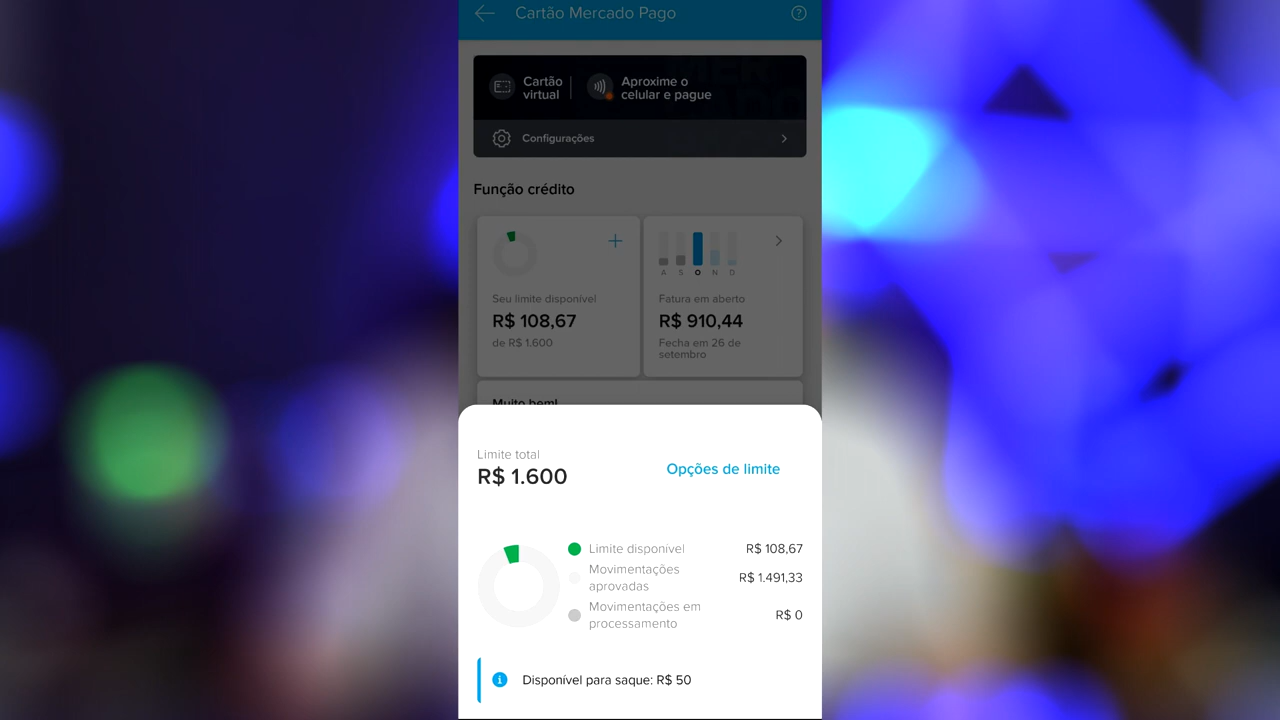 Cartão Mercado Pago
?
Cartão
virtual
Aproxime o
celular e pague
Configurações
Função crédito
Seu limite disponível
R$ 108,67
de R$ 1.600
A S O N D
Fatura em aberto
R$ 910,44
Fecha em 26 de
setembro
Muito bem!
Limite total
R$ 1.600
Opções de limite
Limite disponível
R$ 108,67
Movimentações
aprovadas
R$ 1.491,33
Movimentações em
processamento
R$ 0
Disponível para saque: R$ 50